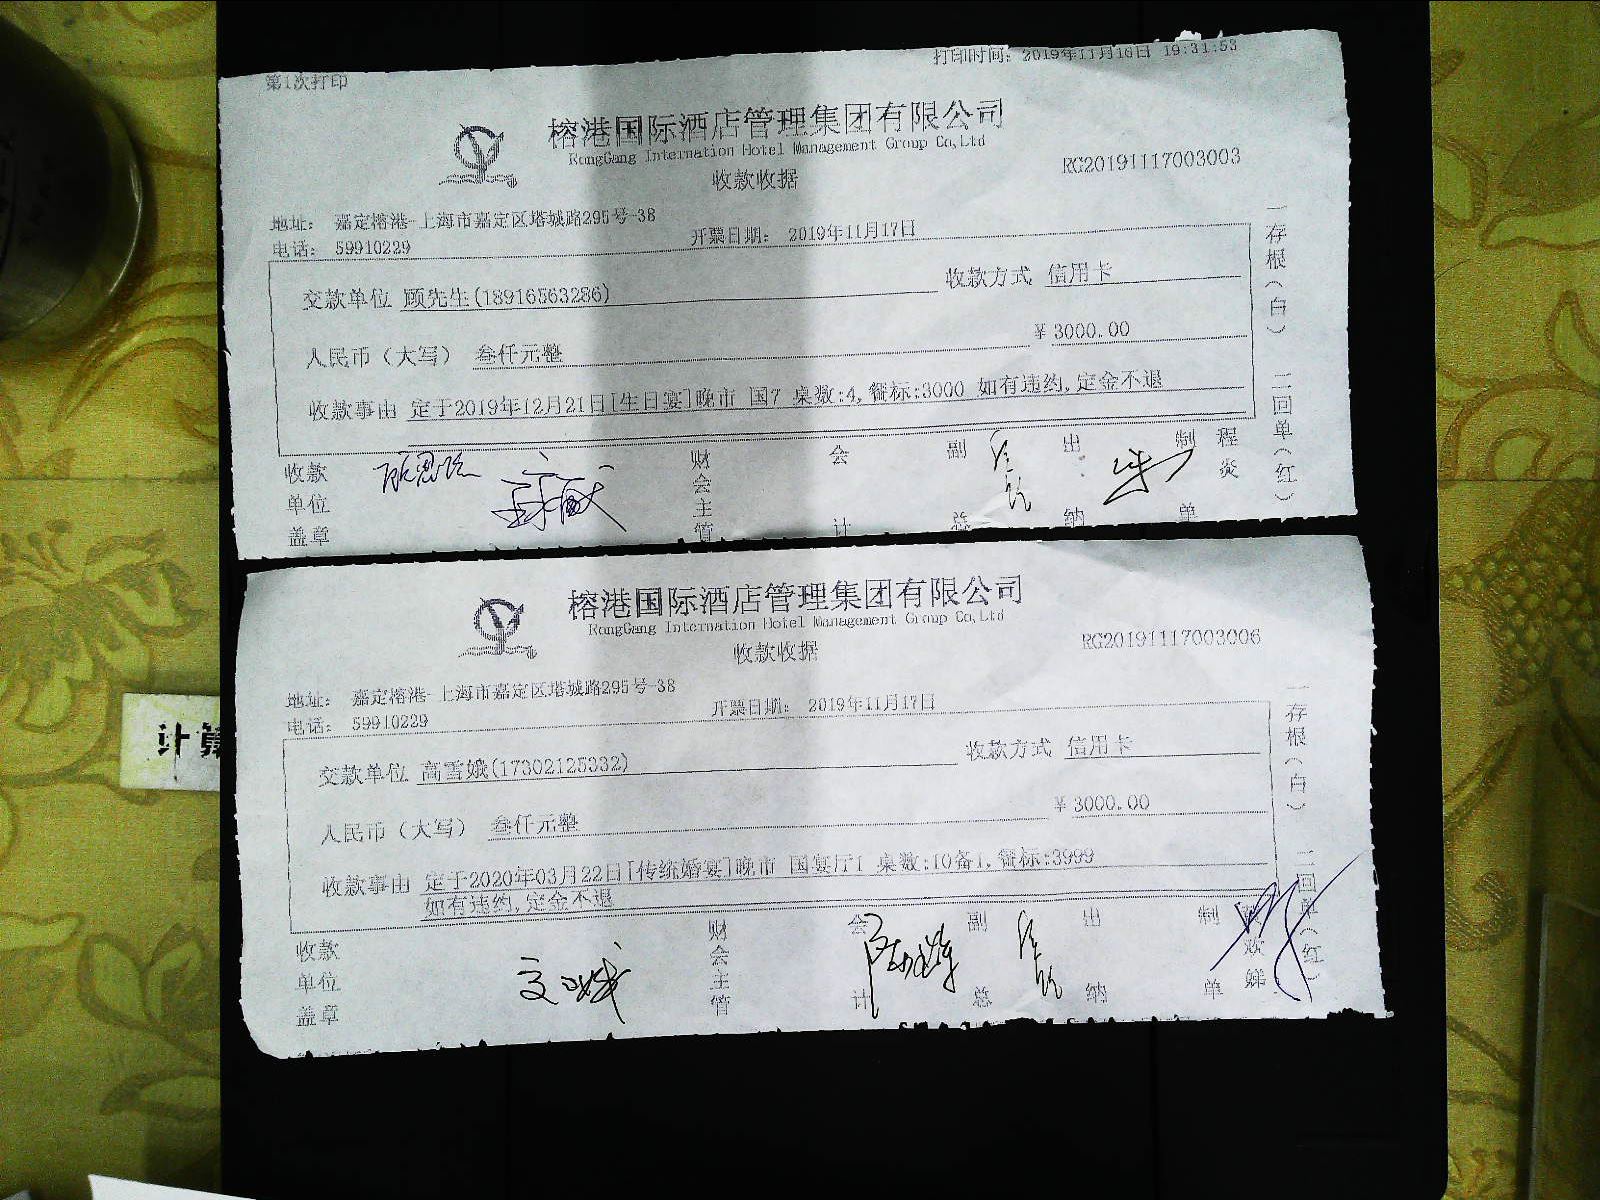 第1次打印
打印时间: 2019年11月16日 19:31:53
榕港国际酒店管理集团有限公司
RongGang Internation Hotel Management Group Co,Ltd
收款收据
RG20191117003003
地址: 嘉定榕港-上海市嘉定区塔城路295号-38
电话: 59910229
开票日期: 2019年11月17日
交款单位 顾先生(18916563286)
收款方式 信用卡
人民币（大写） 叁仟元整
¥ 3000.00
收款事由 定于2019年12月21日[生日宴]晚市 国7 桌数:4,餐标:3000 如有违约,定金不退
一存根（白）
二回单（红）
收款单位盖章
财会主管
会计
副总
出纳
制单
程炎
榕港国际酒店管理集团有限公司
RongGang Internation Hotel Management Group Co,Ltd
收款收据
RG20191117003006
地址: 嘉定榕港-上海市嘉定区塔城路295号-38
电话: 59910229
开票日期: 2019年11月17日
交款单位 高雪娥(17302125332)
收款方式 信用卡
人民币（大写） 叁仟元整
¥ 3000.00
收款事由 定于2020年03月22日[传统婚宴]晚市 国宴厅1 桌数:10备1,餐标:3999
如有违约,定金不退
一存根（白）
二回单（红）
收款单位盖章
财会主管
会计
副总
出纳
制单
计算